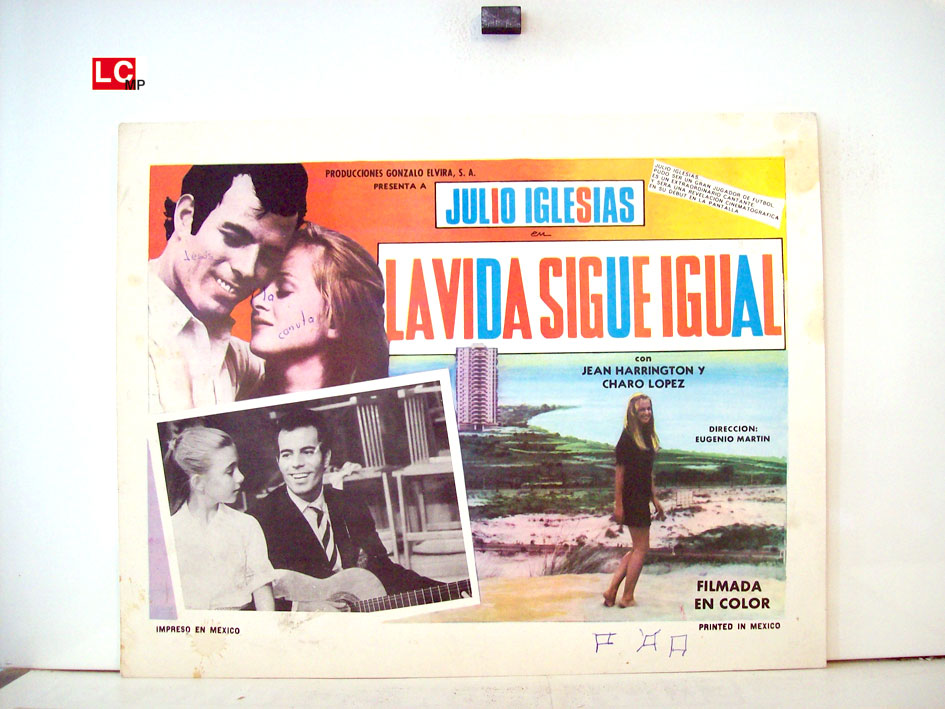 LC
MP
PRODUCCIONES GONZALO ELVIRA, S. A.
PRESENTA A
JULIO IGLESIAS
en
LA VIDA SIGUE IGUAL
JULIO IGLESIAS
PUDO SER UN GRAN JUGADOR DE FUTBOL,
ES UN EXTRAORDINARIO CANTANTE
Y SERA UNA REVELACION CINEMATOGRAFICA
EN SU DEBUT EN LA PANTALLA
con
JEAN HARRINGTON Y
CHARO LOPEZ
DIRECCION:
EUGENIO MARTIN
FILMADA
EN COLOR
IMPRESO EN MEXICO
PRINTED IN MEXICO
la